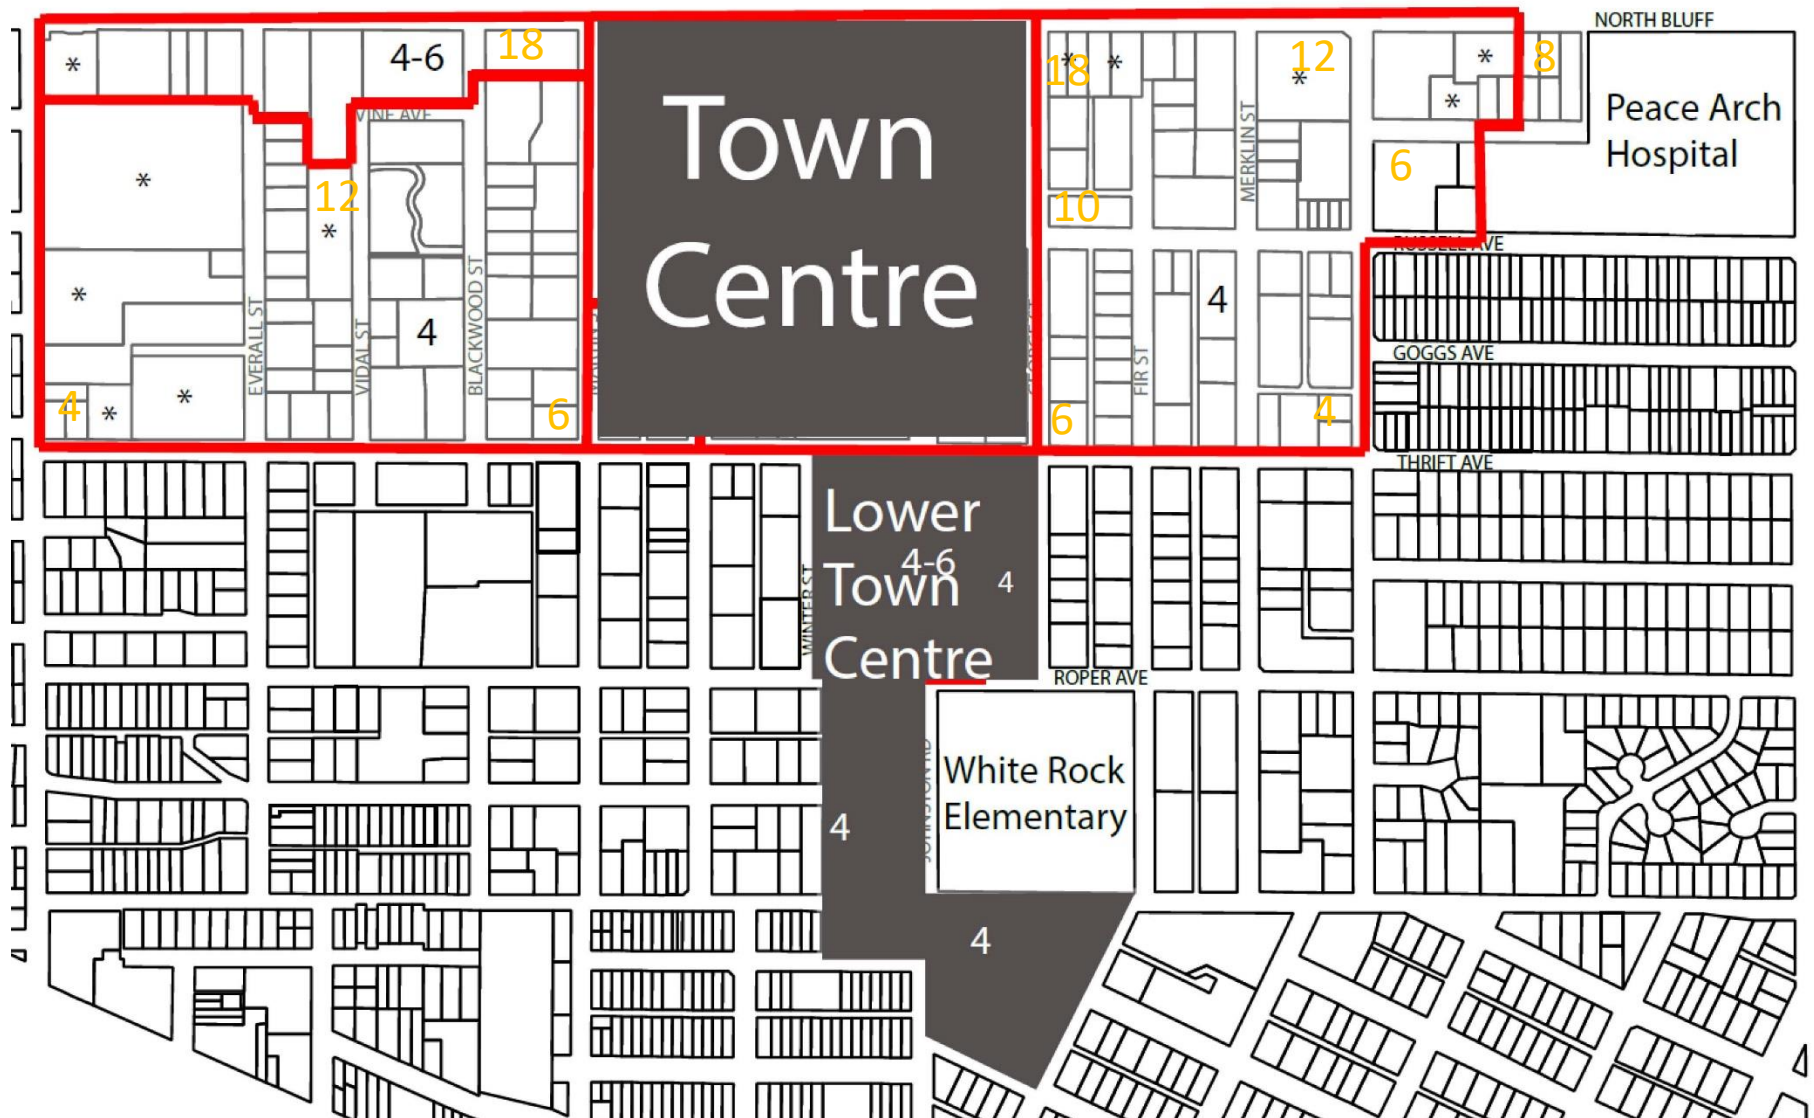 NORTH BLUFF
*
4-6
18
18
*
*
12
*
*
8
*
Peace Arch
Hospital
Town
Centre
VINE AVE
MERKLIN ST
*
12
*
6
10
RUSSELL AVE
*
EVERALL ST
VIDAL ST
4
BLACKWOOD ST
4
FIR ST
GOGGS AVE
4
*
*
6
6
4
THRIFT AVE
Lower
4-6
Town
4
Centre
WINTER ST
ROPER AVE
JOHNSTON RD
White Rock
Elementary
4
4